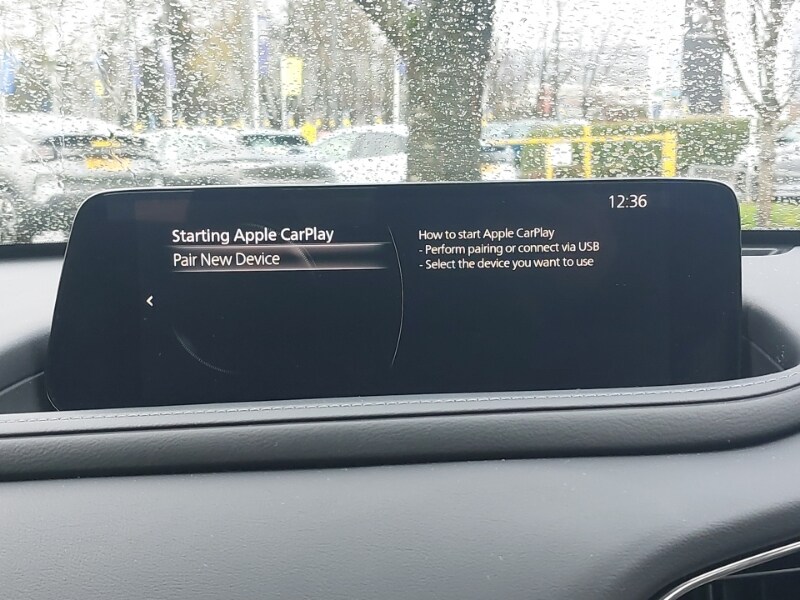 12:36
Starting Apple CarPlay
Pair New Device
How to start Apple CarPlay
- Perform pairing or connect via USB
- Select the device you want to use